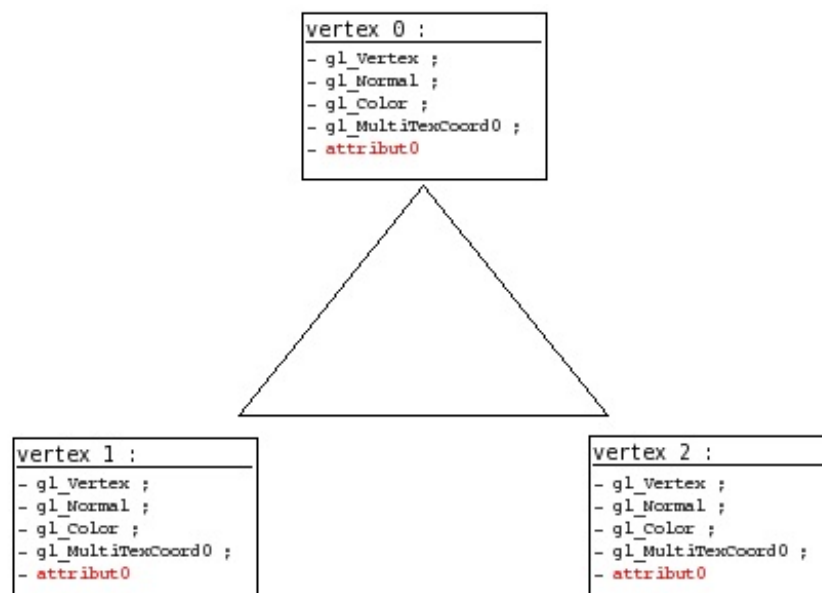 vertex 0 :
- gl_Vertex ;
- gl_Normal ;
- gl_Color ;
- gl_MultiTexCoord0 ;
- attribut0
vertex 1 :
- gl_Vertex ;
- gl_Normal ;
- gl_Color ;
- gl_MultiTexCoord0 ;
- attribut0
vertex 2 :
- gl_Vertex ;
- gl_Normal ;
- gl_Color ;
- gl_MultiTexCoord0 ;
- attribut0